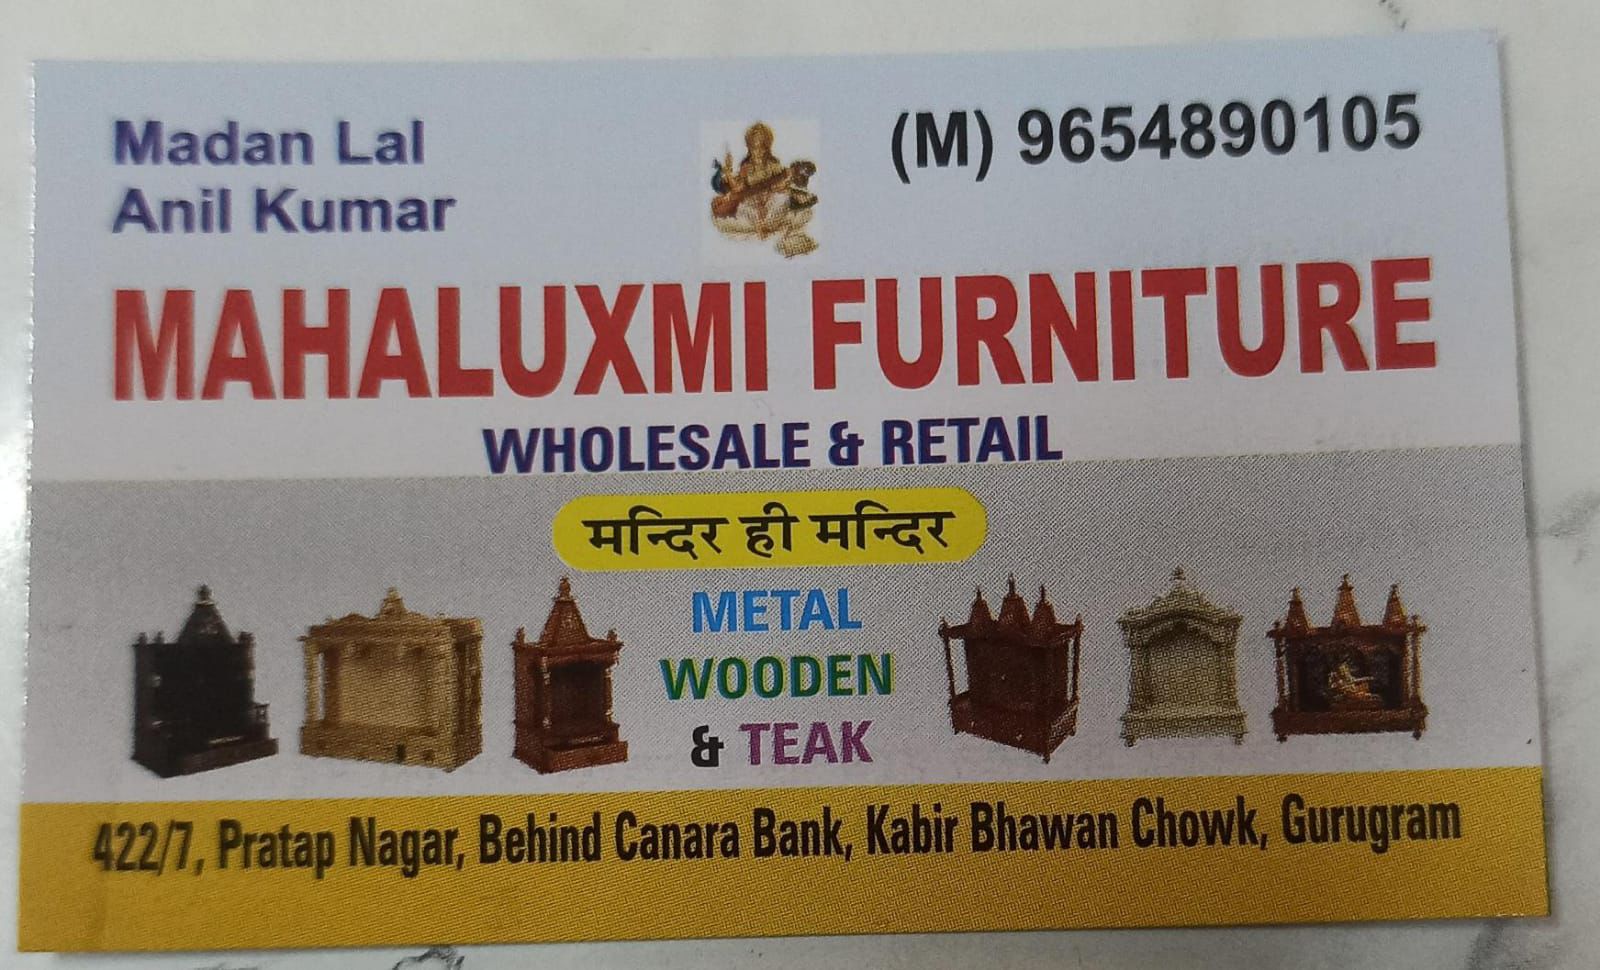 Madan Lal
Anil Kumar
(M) 9654890105
MAHALUXMI FURNITURE
WHOLESALE & RETAIL
मन्दिर ही मन्दिर
METAL
WOODEN
& TEAK
422/7, Pratap Nagar, Behind Canara Bank, Kabir Bhawan Chowk, Gurugram